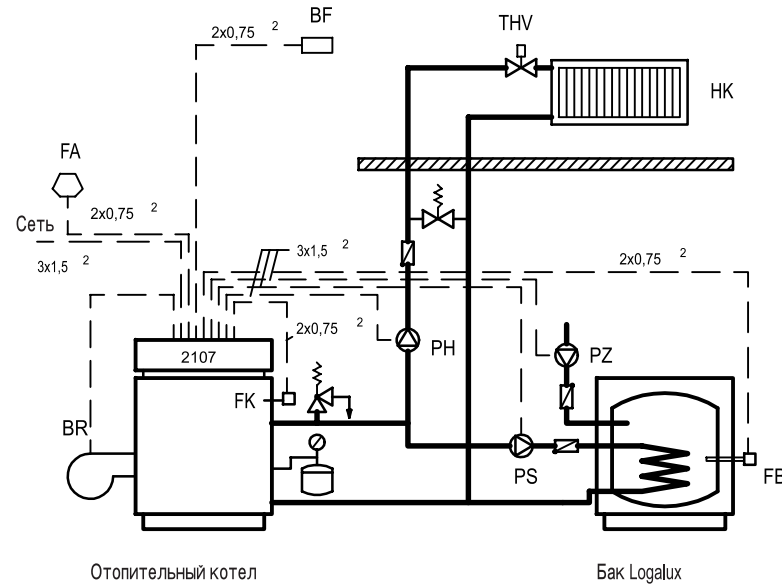 BF
2x0,75 2
THV
HK
FA
2x0,75 2
Сеть
3x1,5 2
3x1,5 2
2x0,75 2
2x0,75 2
2107
PH
PZ
FK
BR
PS
FB
Отопительный котел
Бак Logalux